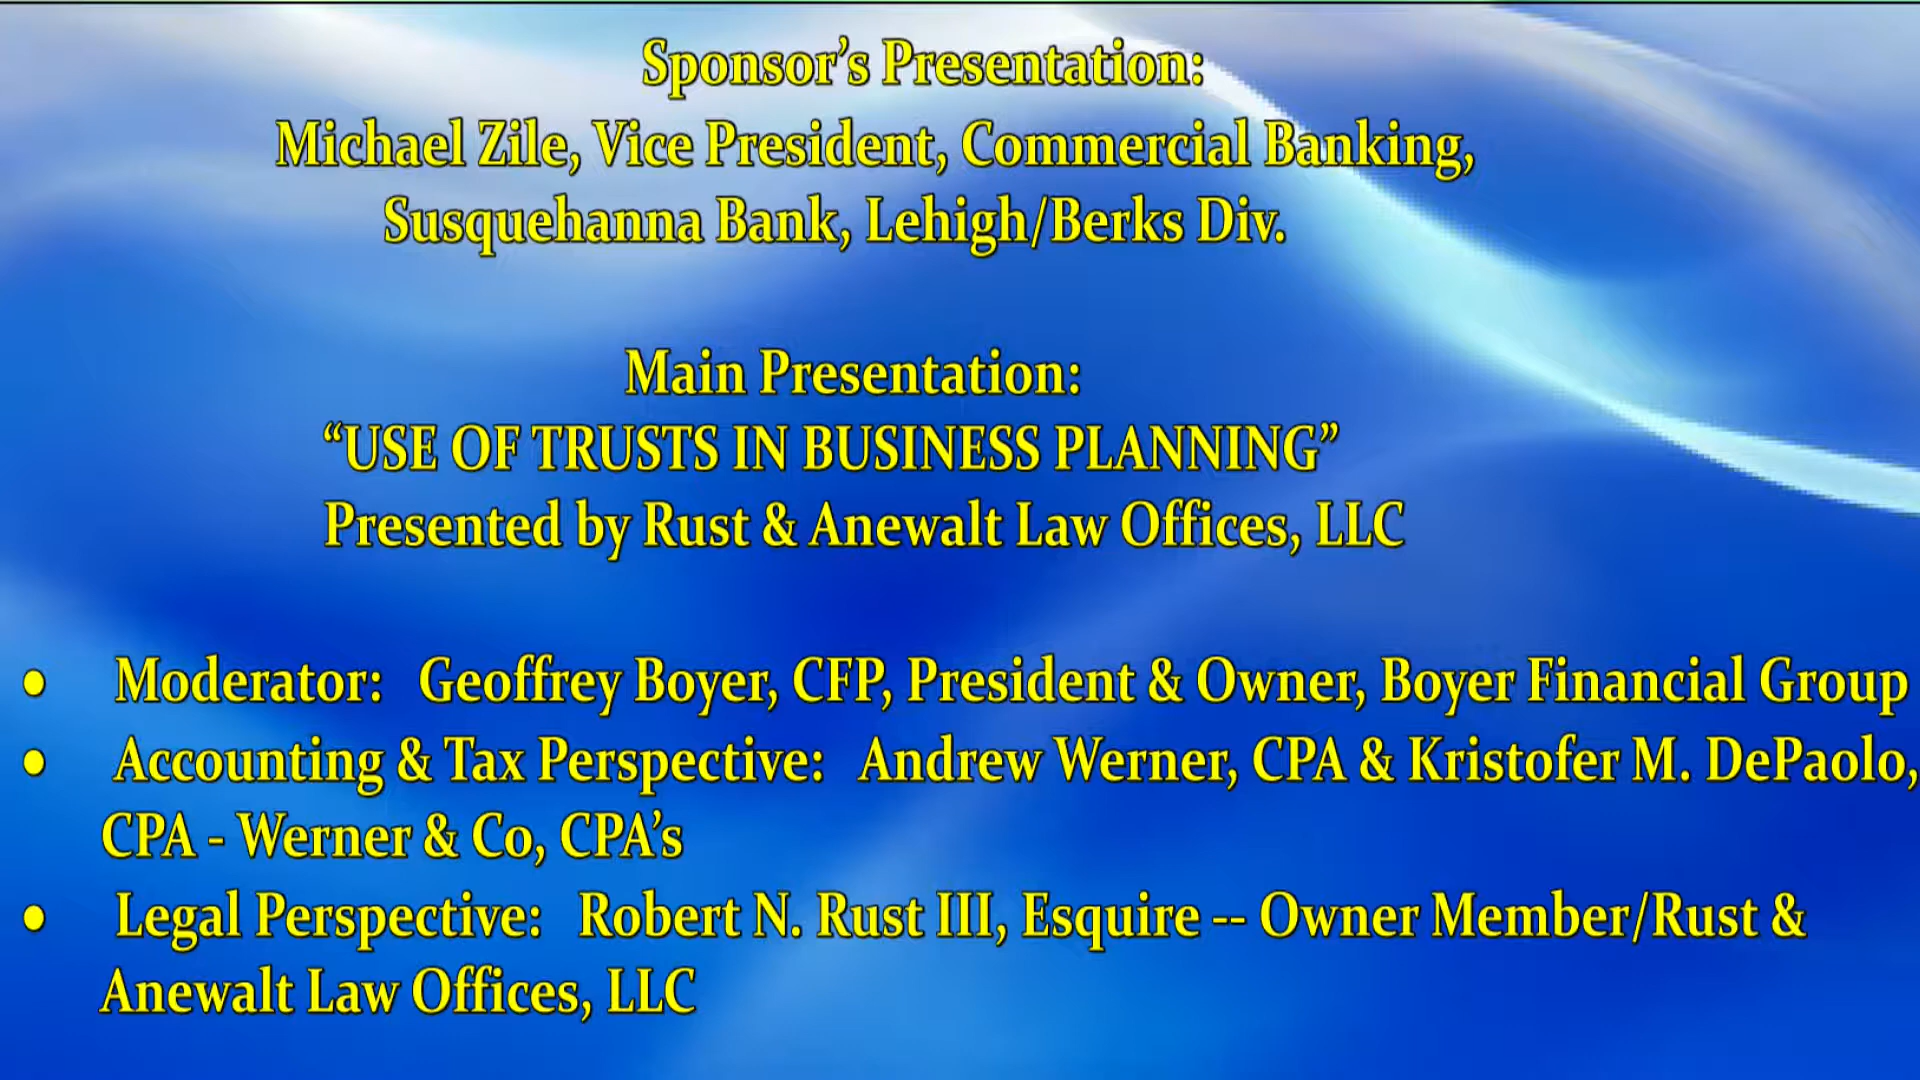 Sponsor’s Presentation:
Michael Zile, Vice President, Commercial Banking,
Susquehanna Bank, Lehigh/Berks Div.
Main Presentation:
“USE OF TRUSTS IN BUSINESS PLANNING”
Presented by Rust & Anewalt Law Offices, LLC
• Moderator: Geoffrey Boyer, CFP, President & Owner, Boyer Financial Group
• Accounting & Tax Perspective: Andrew Werner, CPA & Kristofer M. DePaolo,
CPA - Werner & Co, CPA’s
• Legal Perspective: Robert N. Rust III, Esquire -- Owner Member/Rust &
Anewalt Law Offices, LLC